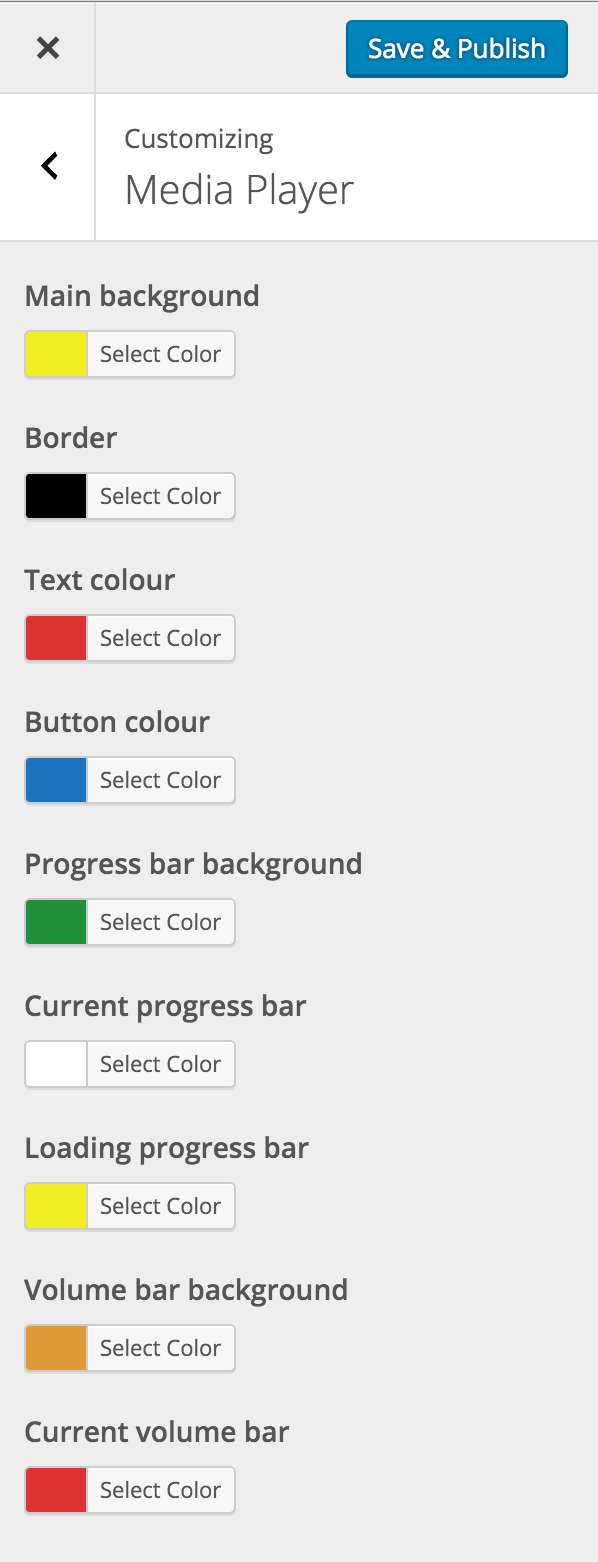 Save & Publish
Customizing
Media Player
Main background
Select Color
Border
Select Color
Text colour
Select Color
Button colour
Select Color
Progress bar background
Select Color
Current progress bar
Select Color
Loading progress bar
Select Color
Volume bar background
Select Color
Current volume bar
Select Color